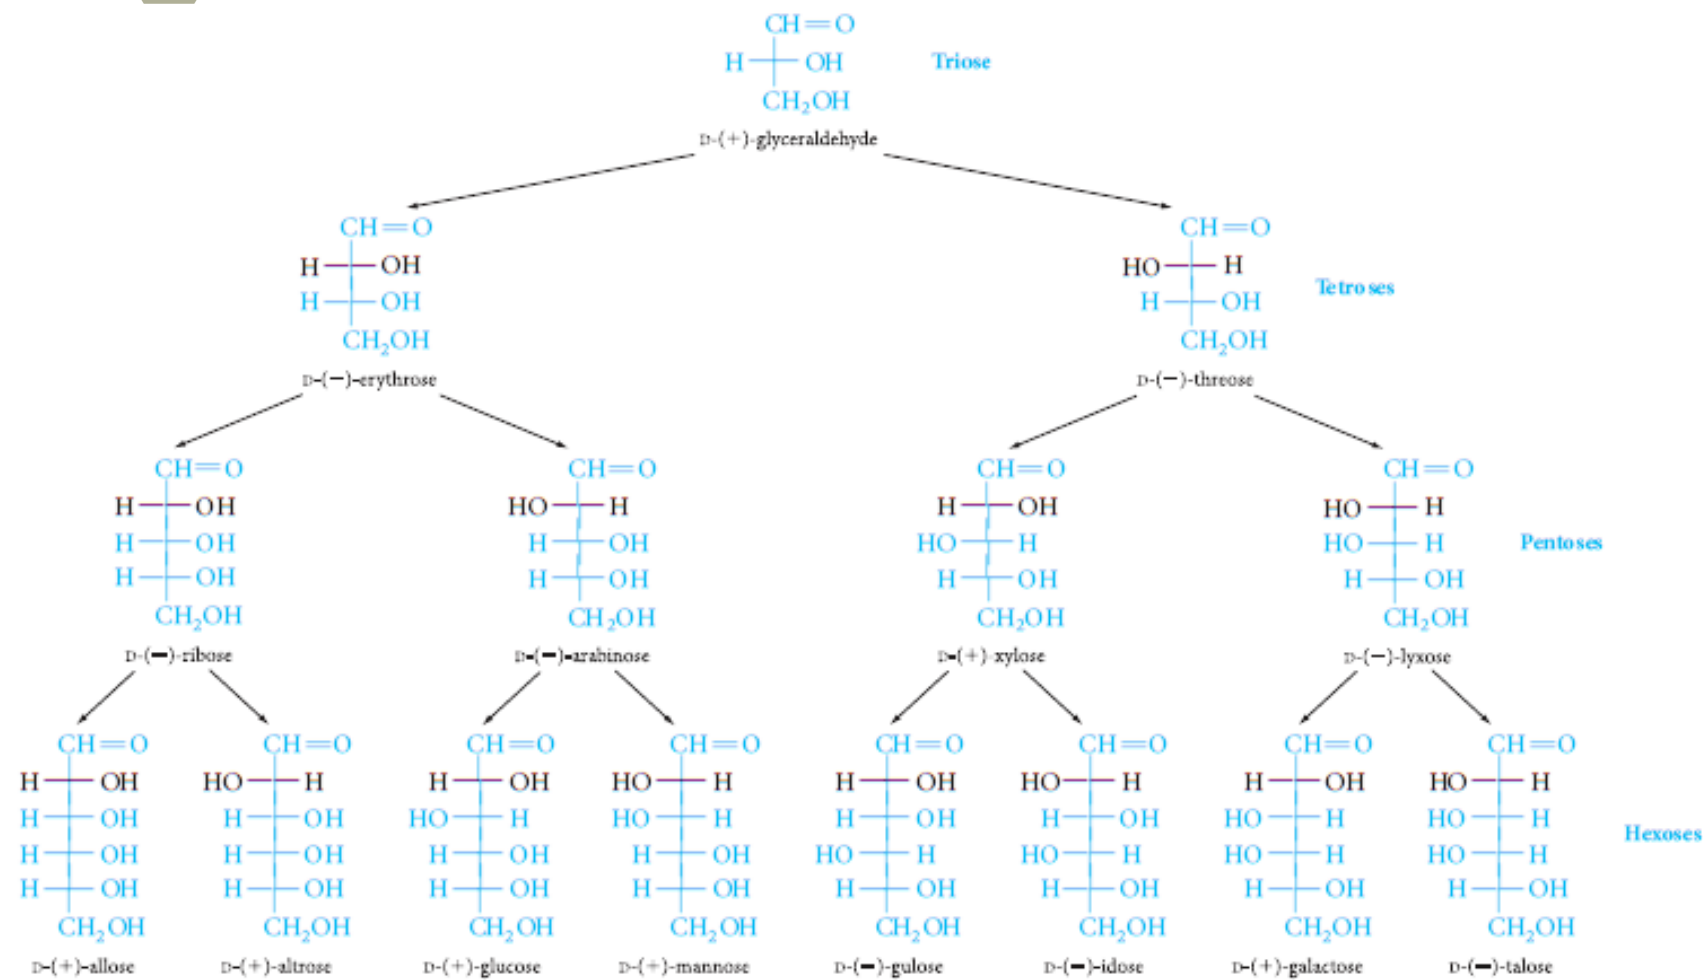 CH=O
H OH Triose
CH₂OH
D-(+)-glyceraldehyde
CH=O CH=O
H OH HO H
Tetroses
H OH H OH
CH₂OH CH₂OH
D-(−)-erythrose D-(−)-threose
CH=O CH=O CH=O CH=O
H OH HO H H OH HO H
H OH H OH HO H HO H Pentoses
H OH H OH H OH H OH
CH₂OH CH₂OH CH₂OH CH₂OH
D-(−)-ribose D-(−)-arabinose D-(+)-xylose D-(−)-lyxose
CH=O CH=O CH=O CH=O CH=O CH=O CH=O CH=O
H OH HO H H OH HO H H OH HO H H OH HO H
H OH H OH HO H HO H H OH H OH HO H HO H
Hexoses
H OH H OH H OH H OH HO H HO H HO H HO H
H OH H OH H OH H OH H OH H OH H OH H OH
CH₂OH CH₂OH CH₂OH CH₂OH CH₂OH CH₂OH CH₂OH CH₂OH
D-(+)-allose D-(+)-altrose D-(+)-glucose D-(+)-mannose D-(−)-gulose D-(−)-idose D-(+)-galactose D-(−)-talose